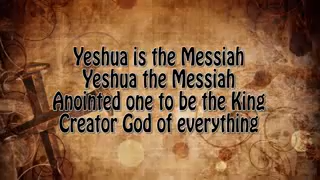 Yeshua is the Messiah
Yeshua the Messiah
Anointed one to be the King
Creator God of everything